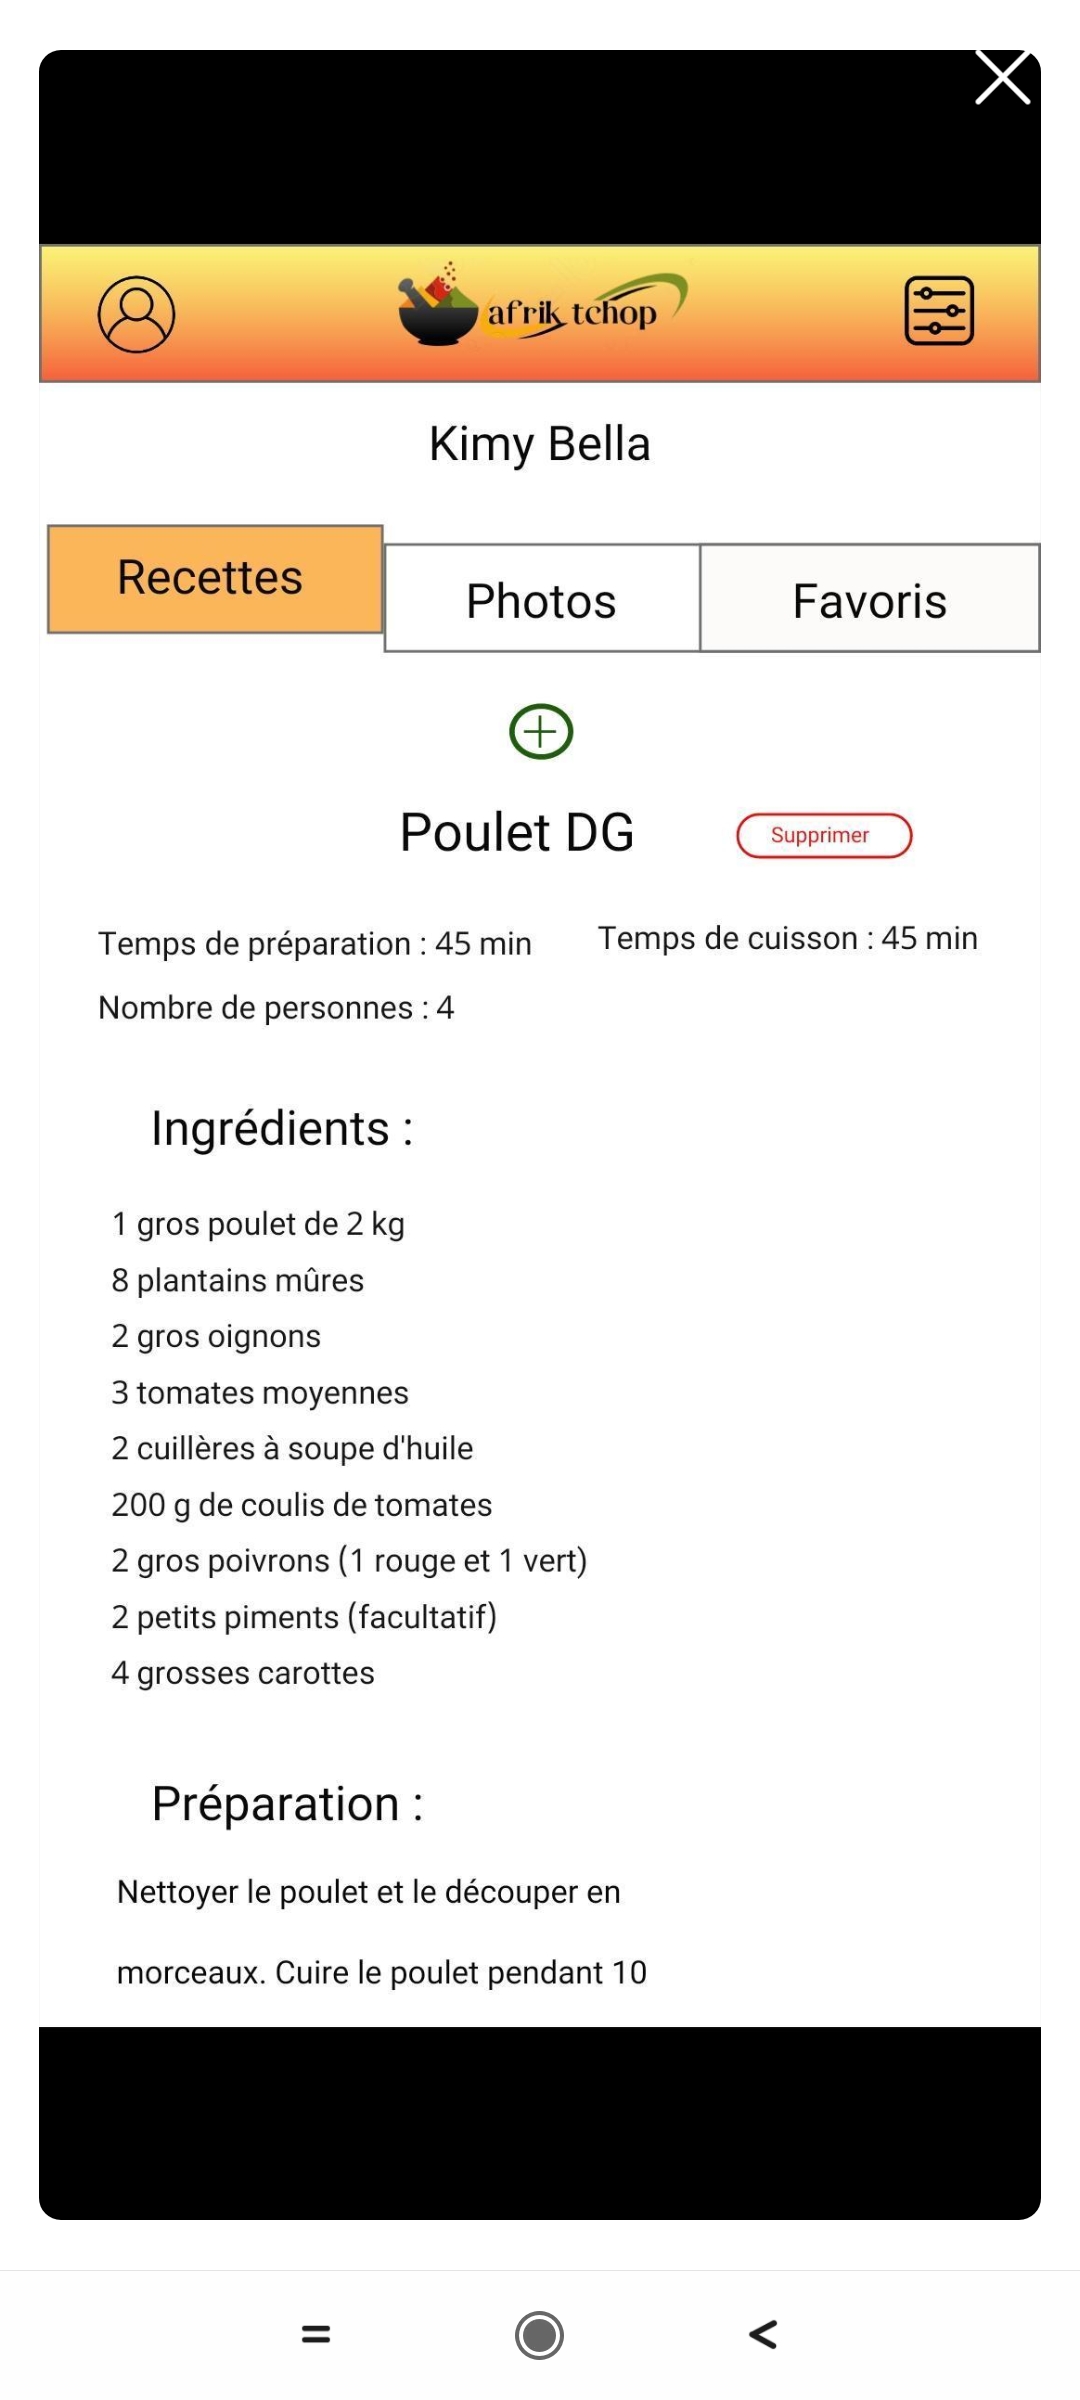 afrik tchop
Kimy Bella
Recettes
Photos
Favoris
Poulet DG
Supprimer
Temps de préparation : 45 min
Temps de cuisson : 45 min
Nombre de personnes : 4
Ingrédients :
1 gros poulet de 2 kg
8 plantains mûres
2 gros oignons
3 tomates moyennes
2 cuillères à soupe d'huile
200 g de coulis de tomates
2 gros poivrons (1 rouge et 1 vert)
2 petits piments (facultatif)
4 grosses carottes
Préparation :
Nettoyer le poulet et le découper en
morceaux. Cuire le poulet pendant 10